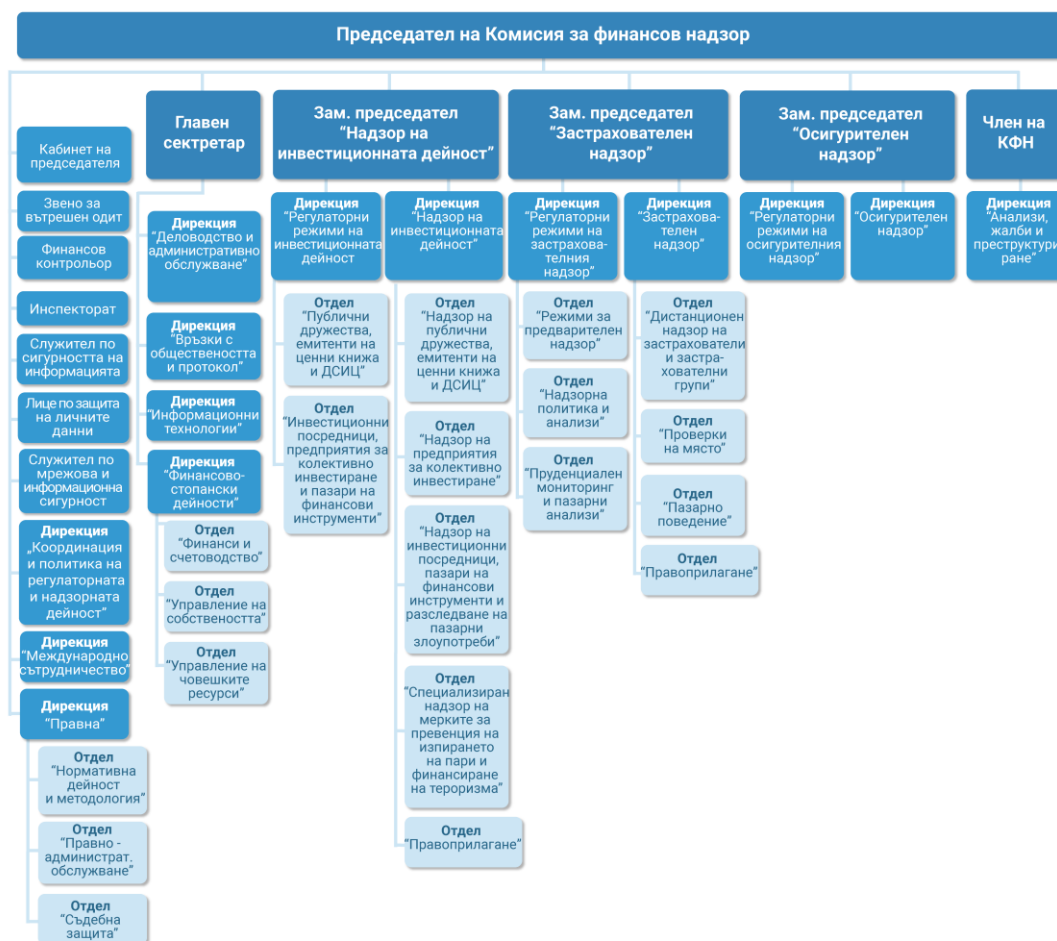 Председател на Комисия за финансов надзор
Кабинет на
председателя
Звено за
вътрешен одит
Финансов
контрольор
Инспекторат
Служител по
сигурността на
информацията
Лице по защита
на личните
данни
Служител по
мрежова и
информационна
сигурност
Дирекция
„Координация
и политика на
регулаторната
и надзорната
дейност”
Дирекция
“Международно
сътрудничество”
Дирекция
“Правна”
Отдел
“Нормативна
дейност
и методология”
Отдел
“Правно -
администрат.
обслужване”
Отдел
“Съдебна
защита”
Главен
сектретар
Дирекция
“Деловодство и
административно
обслужване”
Дирекция
“Връзки с
обществеността
и протокол”
Дирекция
“Информационни
технологии”
Дирекция
“Финансово-
стопански
дейности”
Отдел
“Финанси и
счетоводство”
Отдел
“Управление на
собствеността”
Отдел
“Управление на
човешките
ресурси”
Зам. председател
“Надзор на
инвестиционната дейност”
Дирекция
“Регулаторни
режими на
инвестиционната
дейност
Отдел
“Публични
дружества,
емитенти на
ценни книжа
и ДСИЦ”
Отдел
“Инвестиционни
посредници,
предприятия за
колективно
инвестиране
и пазари на
финансови
инструменти”
Дирекция
“Надзор на
инвестиционната
дейност”
Отдел
“Надзор на
публични
дружества,
емитенти на
ценни книжа
и ДСИЦ”
Отдел
“Надзор на
предприятия
за колективно
инвестиране”
Отдел
“Надзор на
инвестиционни
посредници,
пазари на
финансови
инструменти и
разследване на
пазарни
злоупотреби”
Отдел
“Специализиран
надзор на
мерките за
превенция на
изпирането
на пари и
финансиране
на тероризма”
Отдел
“Правоприлагане”
Зам. председател
“Застрахователен
надзор”
Дирекция
“Регулаторни
режими на
застрахова-
телния
надзор”
Отдел
“Режими за
предварителен
надзор”
Отдел
“Надзорна
политика и
анализи”
Отдел
“Пруденциален
мониторинг
и пазарни
анализи”
Дирекция
“Застрахова-
телен
надзор”
Отдел
“Дистанционен
надзор на
застрахователи
и застра-
хователни
групи”
Отдел
“Проверки
на място”
Отдел
“Пазарно
поведение”
Отдел
“Правоприлагане”
Зам. председател
“Осигурителен
надзор”
Дирекция
“Регулаторни
режими на
осигурителния
надзор”
Дирекция
“Осигурителен
надзор”
Член на
КФН
Дирекция
“Анализи,
жалби и
преструктури
ране”